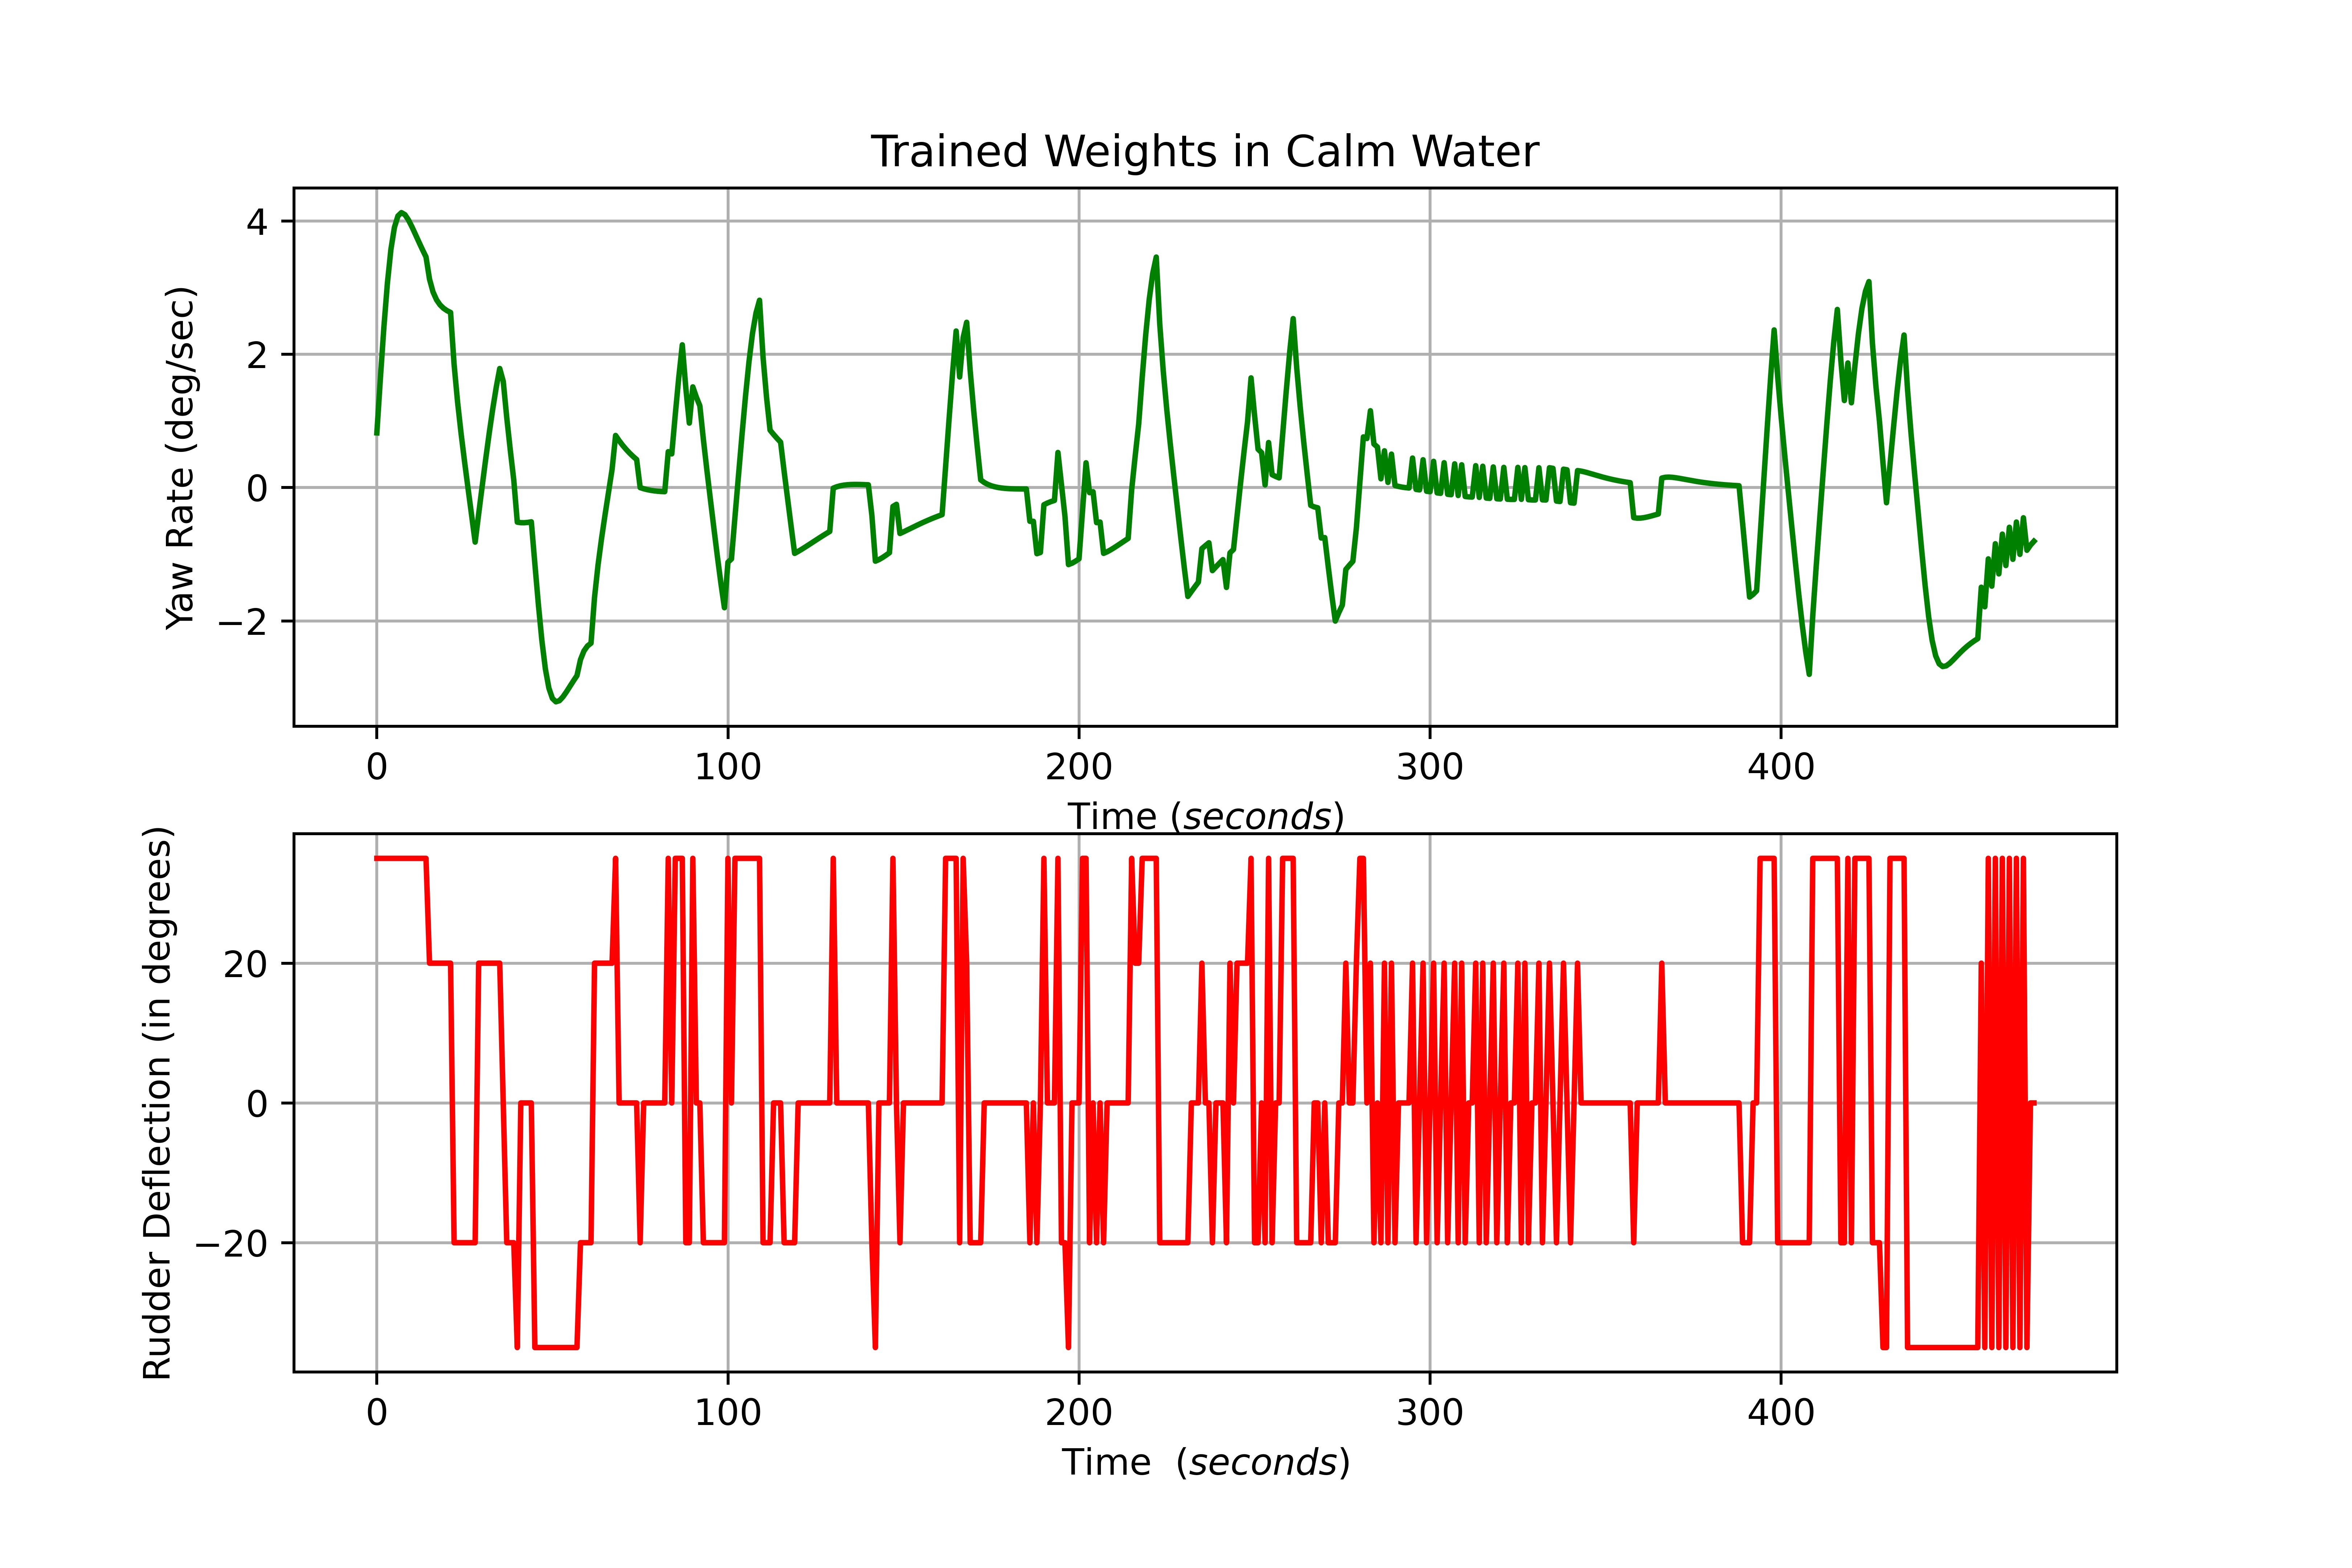 Trained Weights in Calm Water
4
2
0
−2
Yaw Rate (deg/sec)
0 100 200 300 400
Time (seconds)
20
0
−20
Rudder Deflection (in degrees)
0 100 200 300 400
Time (seconds)